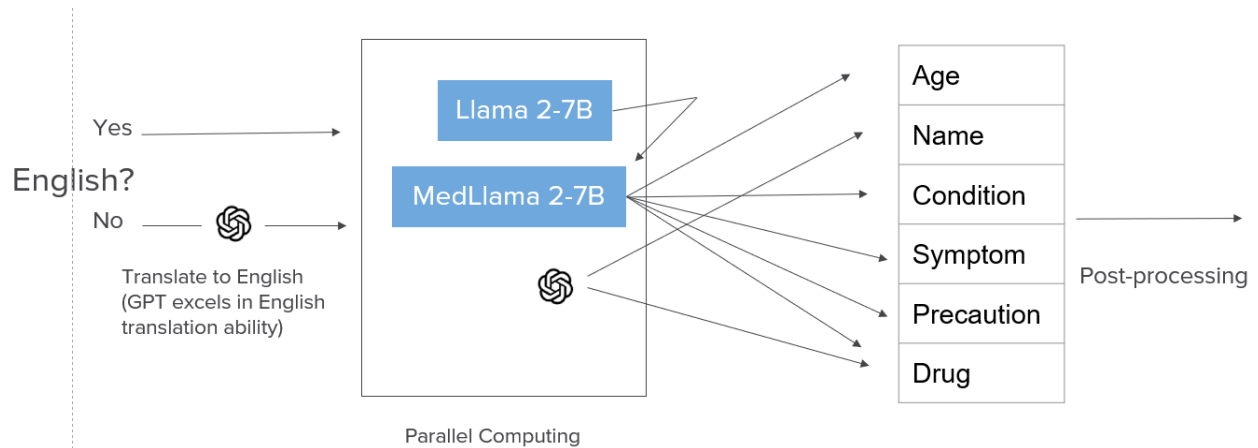 English?
Yes
No
Translate to English
(GPT excels in English
translation ability)
Llama 2-7B
MedLlama 2-7B
Parallel Computing
Age
Name
Condition
Symptom
Precaution
Drug
Post-processing